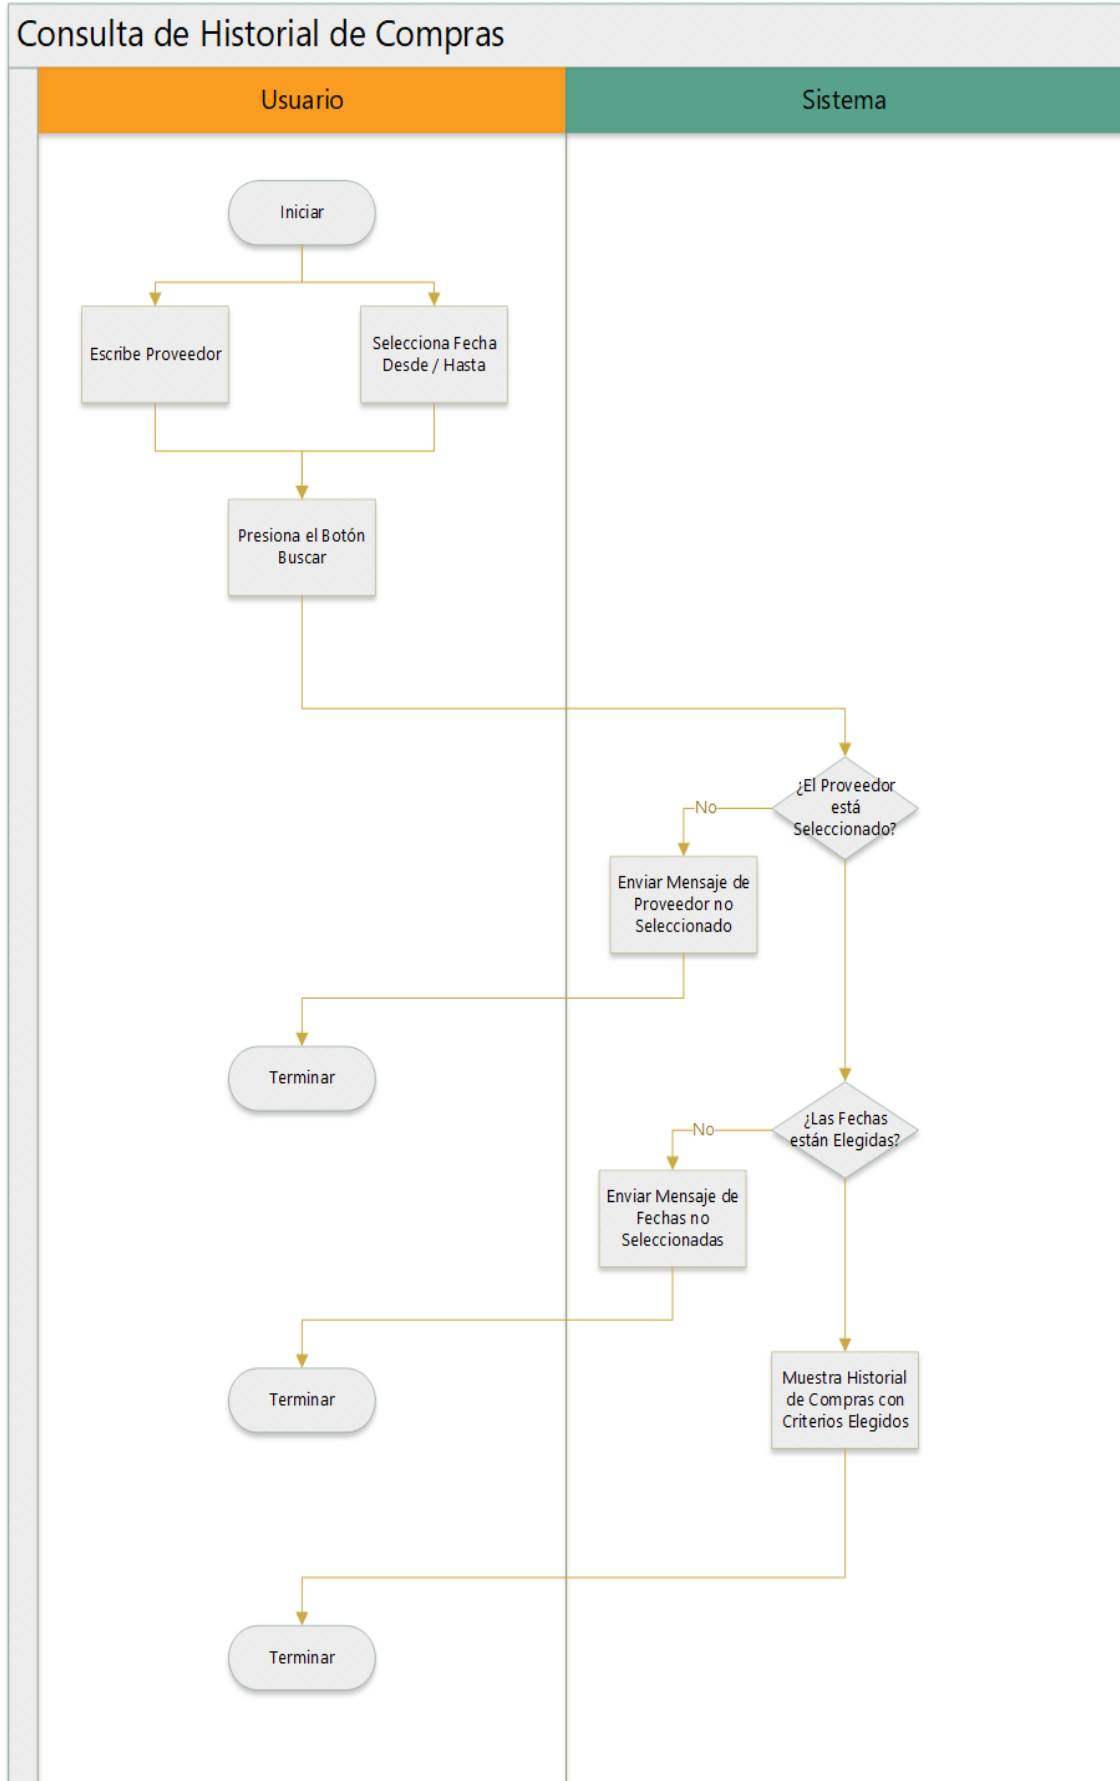 Consulta de Historial de Compras
Usuario
Sistema
Iniciar
Escribe Proveedor
Selecciona Fecha
Desde / Hasta
Presiona el Botón
Buscar
¿El Proveedor
está
Seleccionado?
No
Enviar Mensaje de
Proveedor no
Seleccionado
Terminar
¿Las Fechas
están Elegidas?
No
Enviar Mensaje de
Fechas no
Seleccionadas
Muestra Historial
de Compras con
Criterios Elegidos
Terminar
Terminar